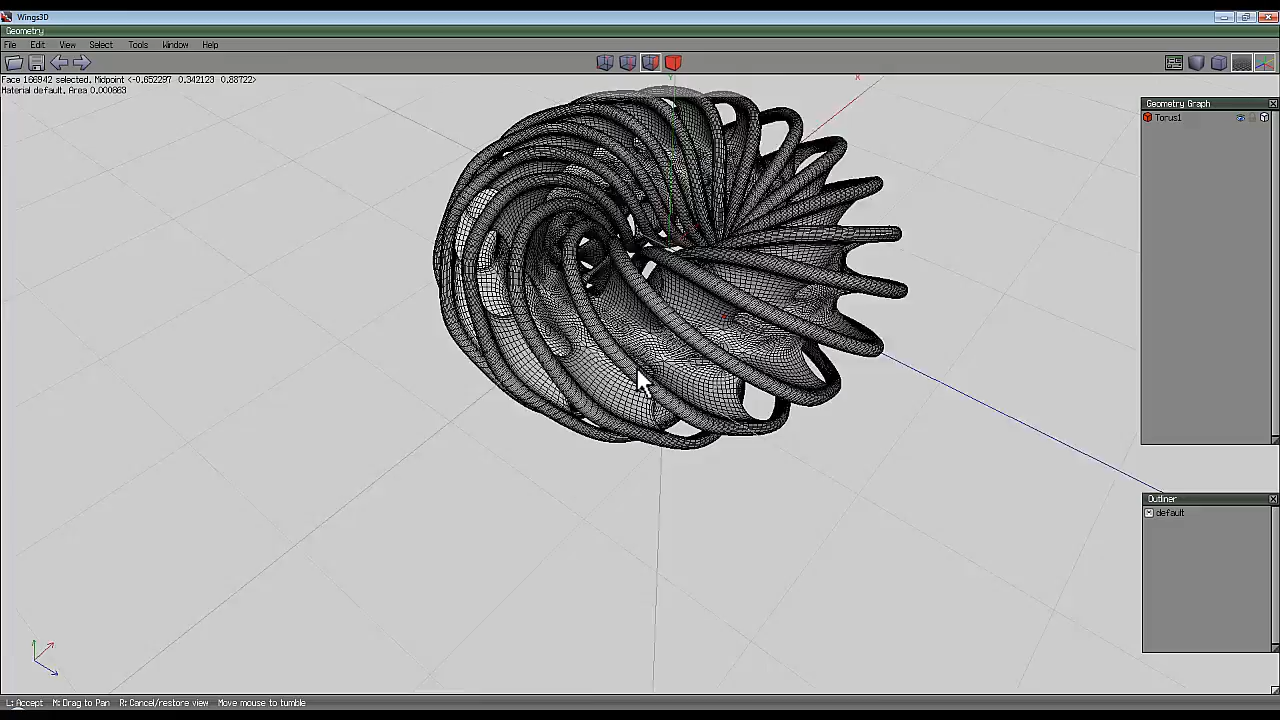 Wings3D
Geometry
File Edit View Select Tools Window Help
Face 166942 selected. Midpoint <-0.652297 0.342123 0.88722>
Material default. Area 0.000863
Y
X
Geometry Graph
Torus1
Outliner
default
L:Accept M:Drag to Pan R:Cancel/restore view Move mouse to tumble